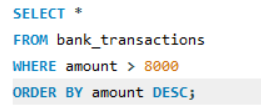 SELECT *
FROM bank_transactions
WHERE amount > 8000
ORDER BY amount DESC;